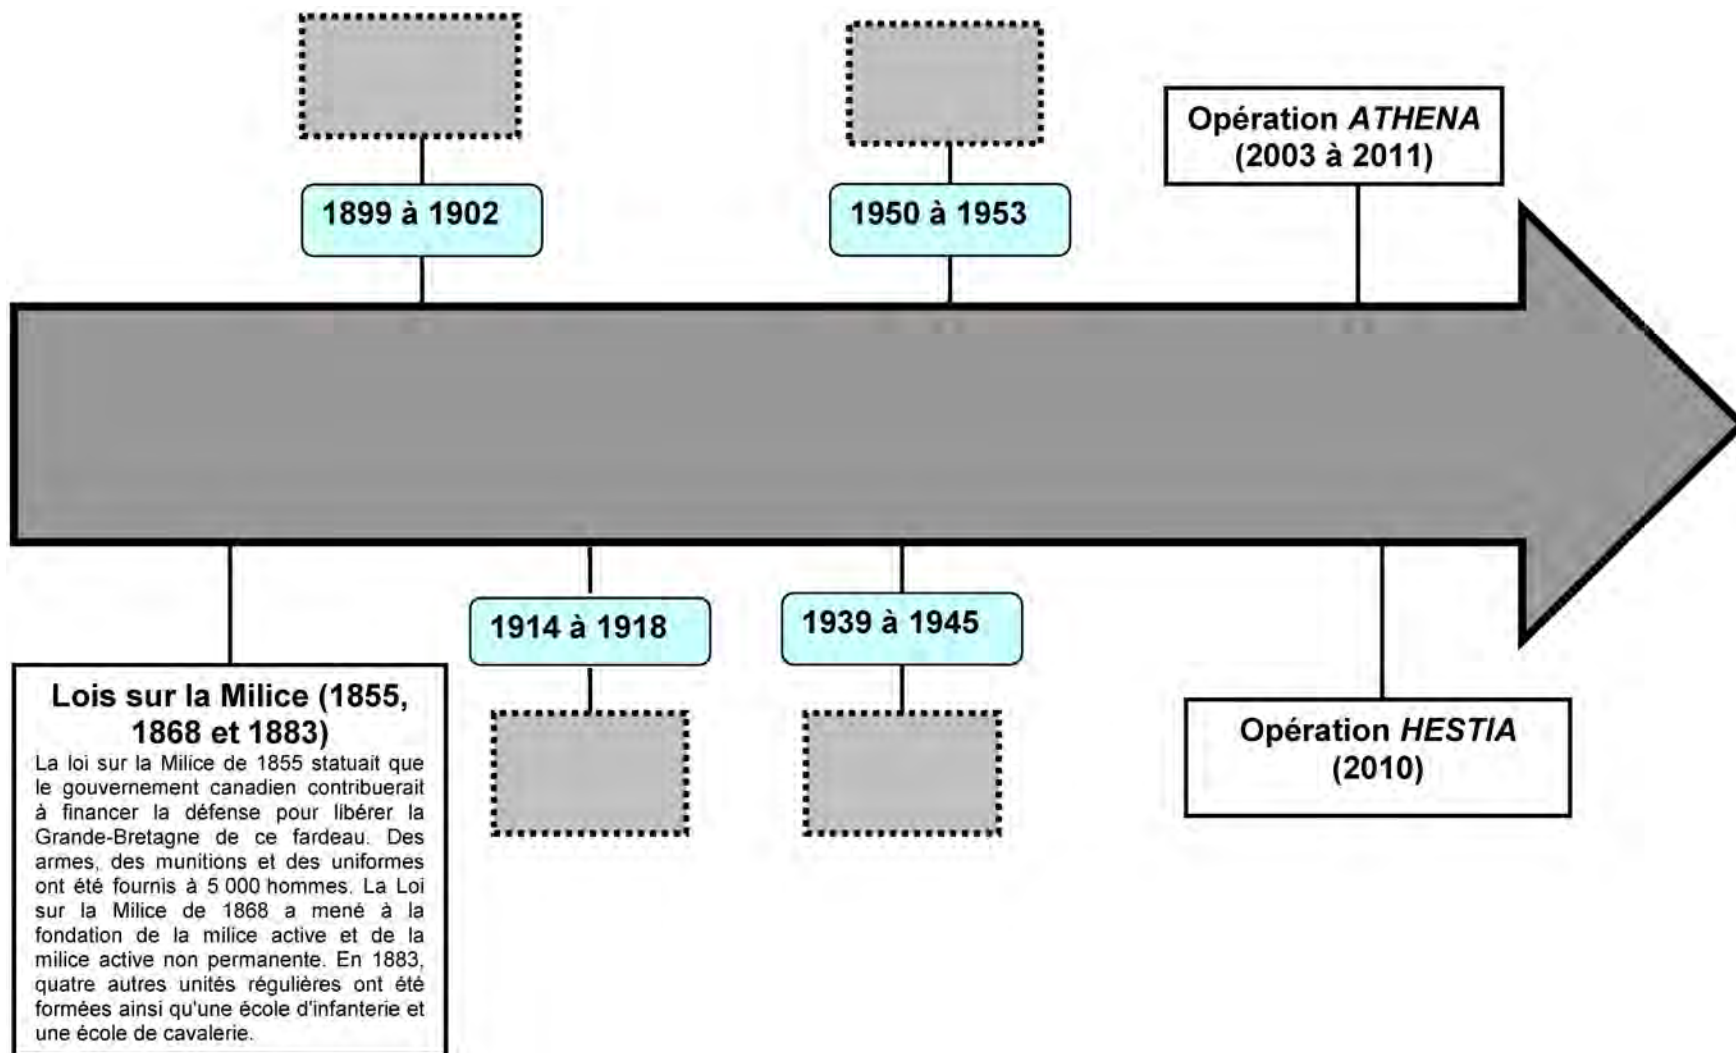 Opération ATHENA
(2003 à 2011)
1899 à 1902
1950 à 1953
1914 à 1918
1939 à 1945
Lois sur la Milice (1855,
1868 et 1883)
La loi sur la Milice de 1855 statuait que
le gouvernement canadien contribuerait
à financer la défense pour libérer la
Grande-Bretagne de ce fardeau. Des
armes, des munitions et des uniformes
ont été fournis à 5 000 hommes. La Loi
sur la Milice de 1868 a mené à la
fondation de la milice active et de la
milice active non permanente. En 1883,
quatre autres unités régulières ont été
formées ainsi qu'une école d'infanterie et
une école de cavalerie.
Opération HESTIA
(2010)